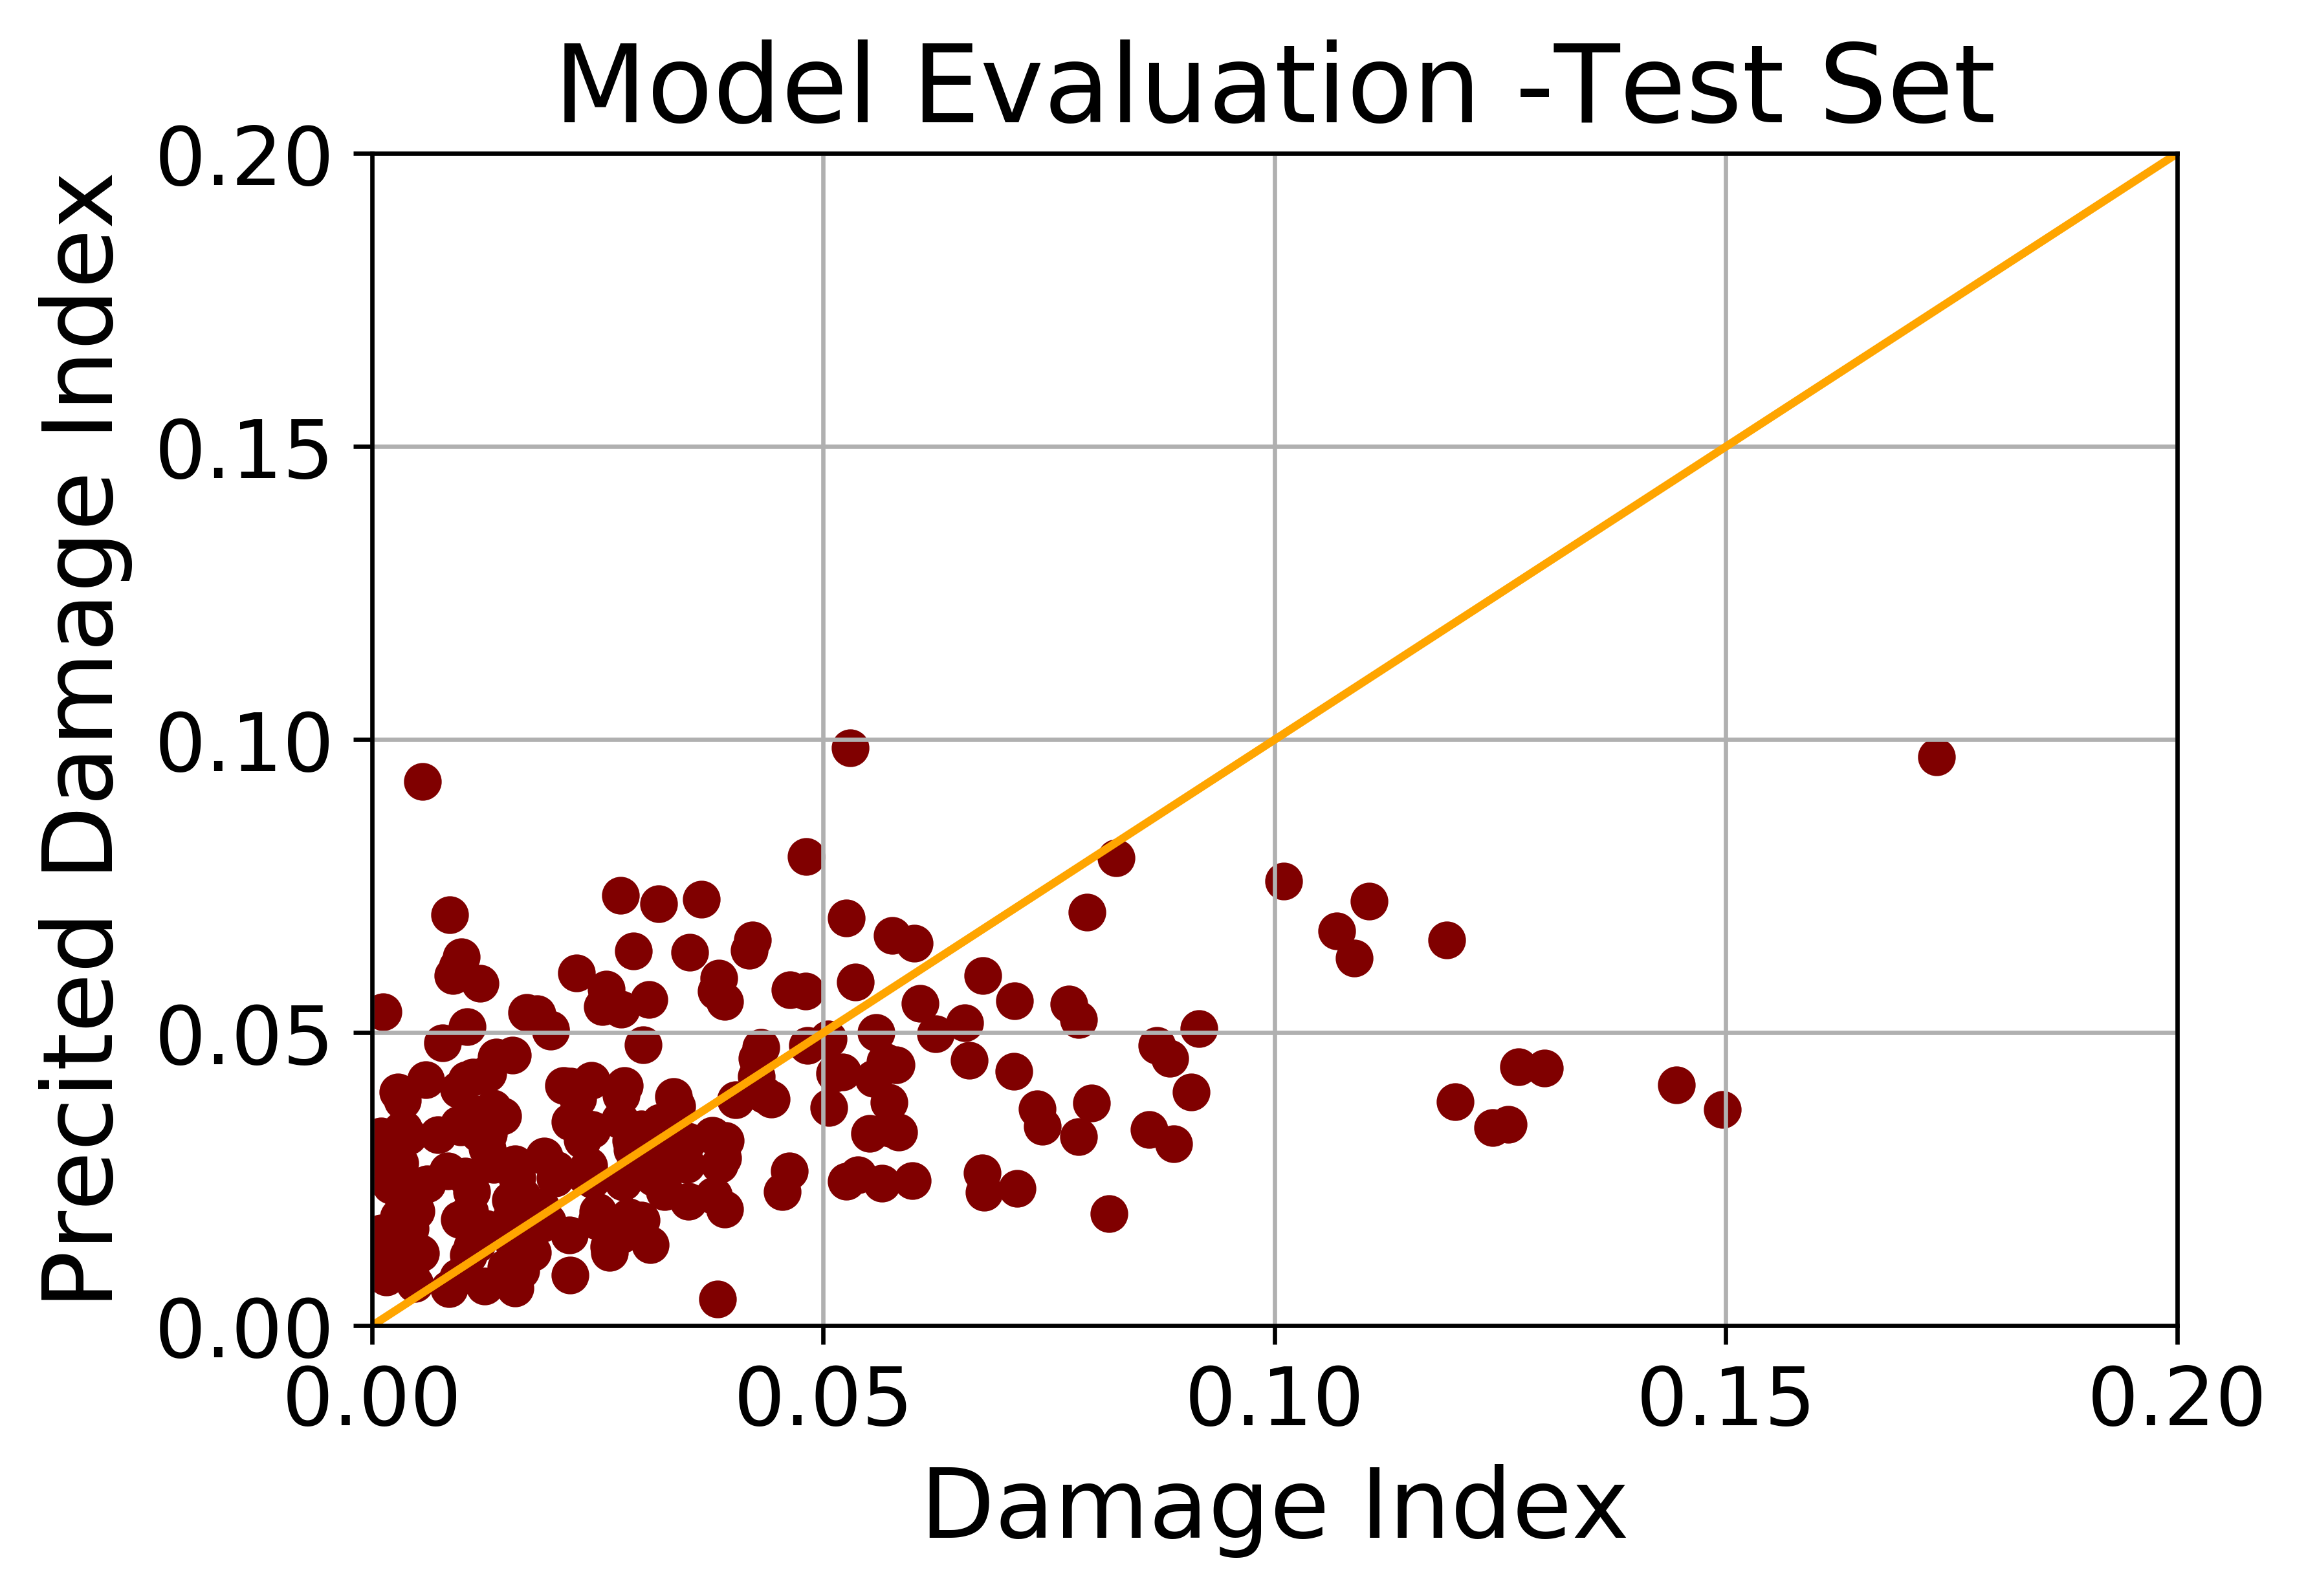 Model Evaluation -Test Set
Precited Damage Index
0.20
0.15
0.10
0.05
0.00
0.00 0.05 0.10 0.15 0.20
Damage Index